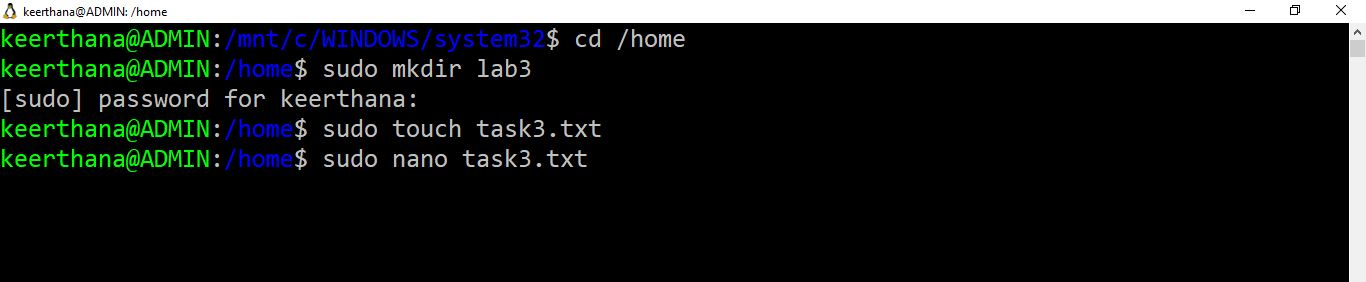 keerthana@ADMIN: /home
keerthana@ADMIN:/mnt/c/WINDOWS/system32$ cd /home
keerthana@ADMIN:/home$ sudo mkdir lab3
[sudo] password for keerthana:
keerthana@ADMIN:/home$ sudo touch task3.txt
keerthana@ADMIN:/home$ sudo nano task3.txt